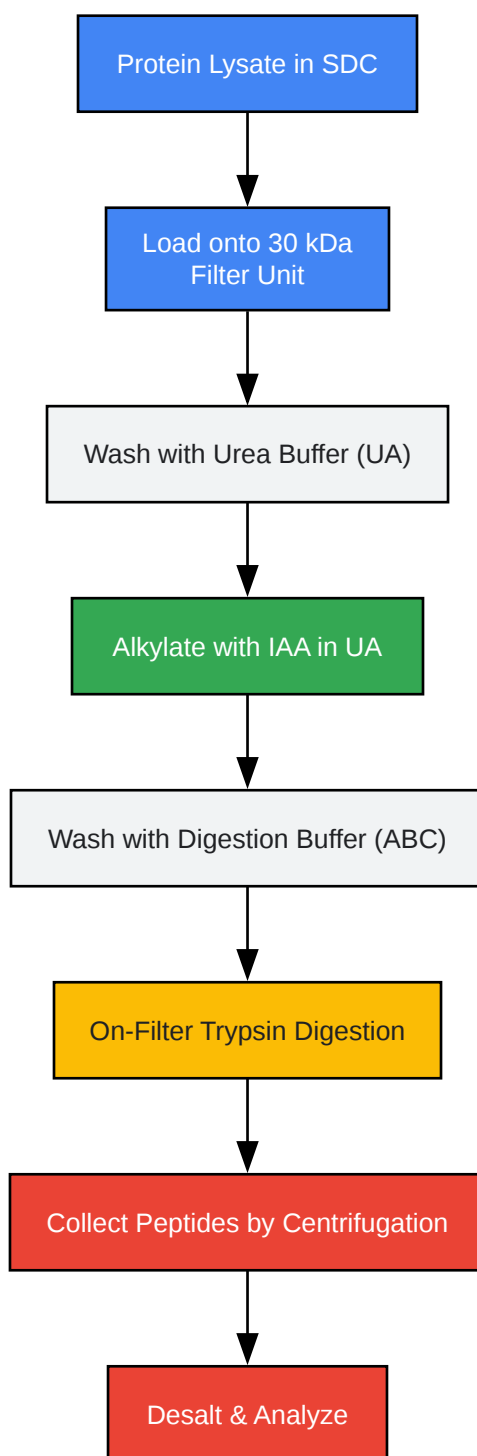 Protein Lysate in SDC
Load onto 30 kDa
Filter Unit
Wash with Urea Buffer (UA)
Alkylate with IAA in UA
Wash with Digestion Buffer (ABC)
On-Filter Trypsin Digestion
Collect Peptides by Centrifugation
Desalt & Analyze